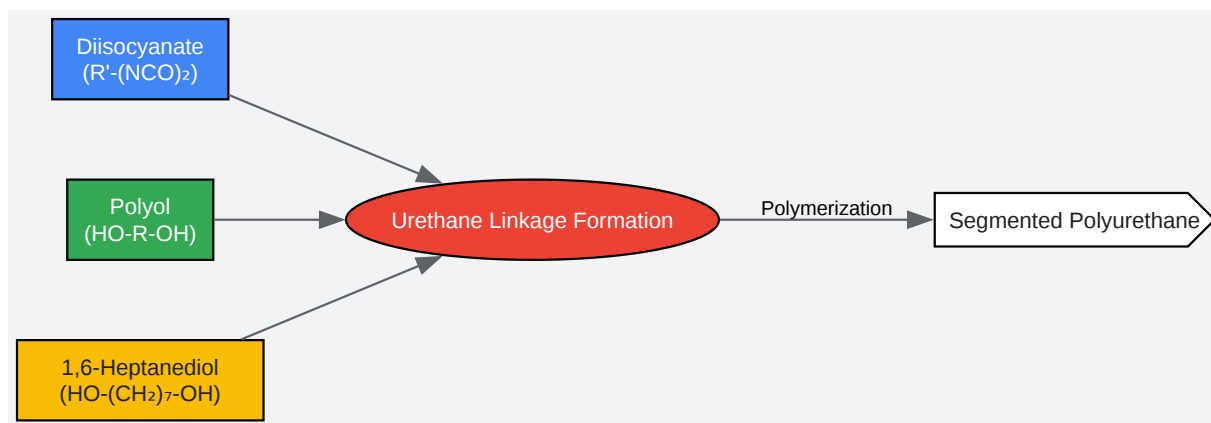 Diisocyanate
(R'-(NCO)₂)
Polyol
(HO-R-OH)
1,6-Heptanediol
(HO-(CH₂)₇-OH)
Urethane Linkage Formation
Polymerization
Segmented Polyurethane